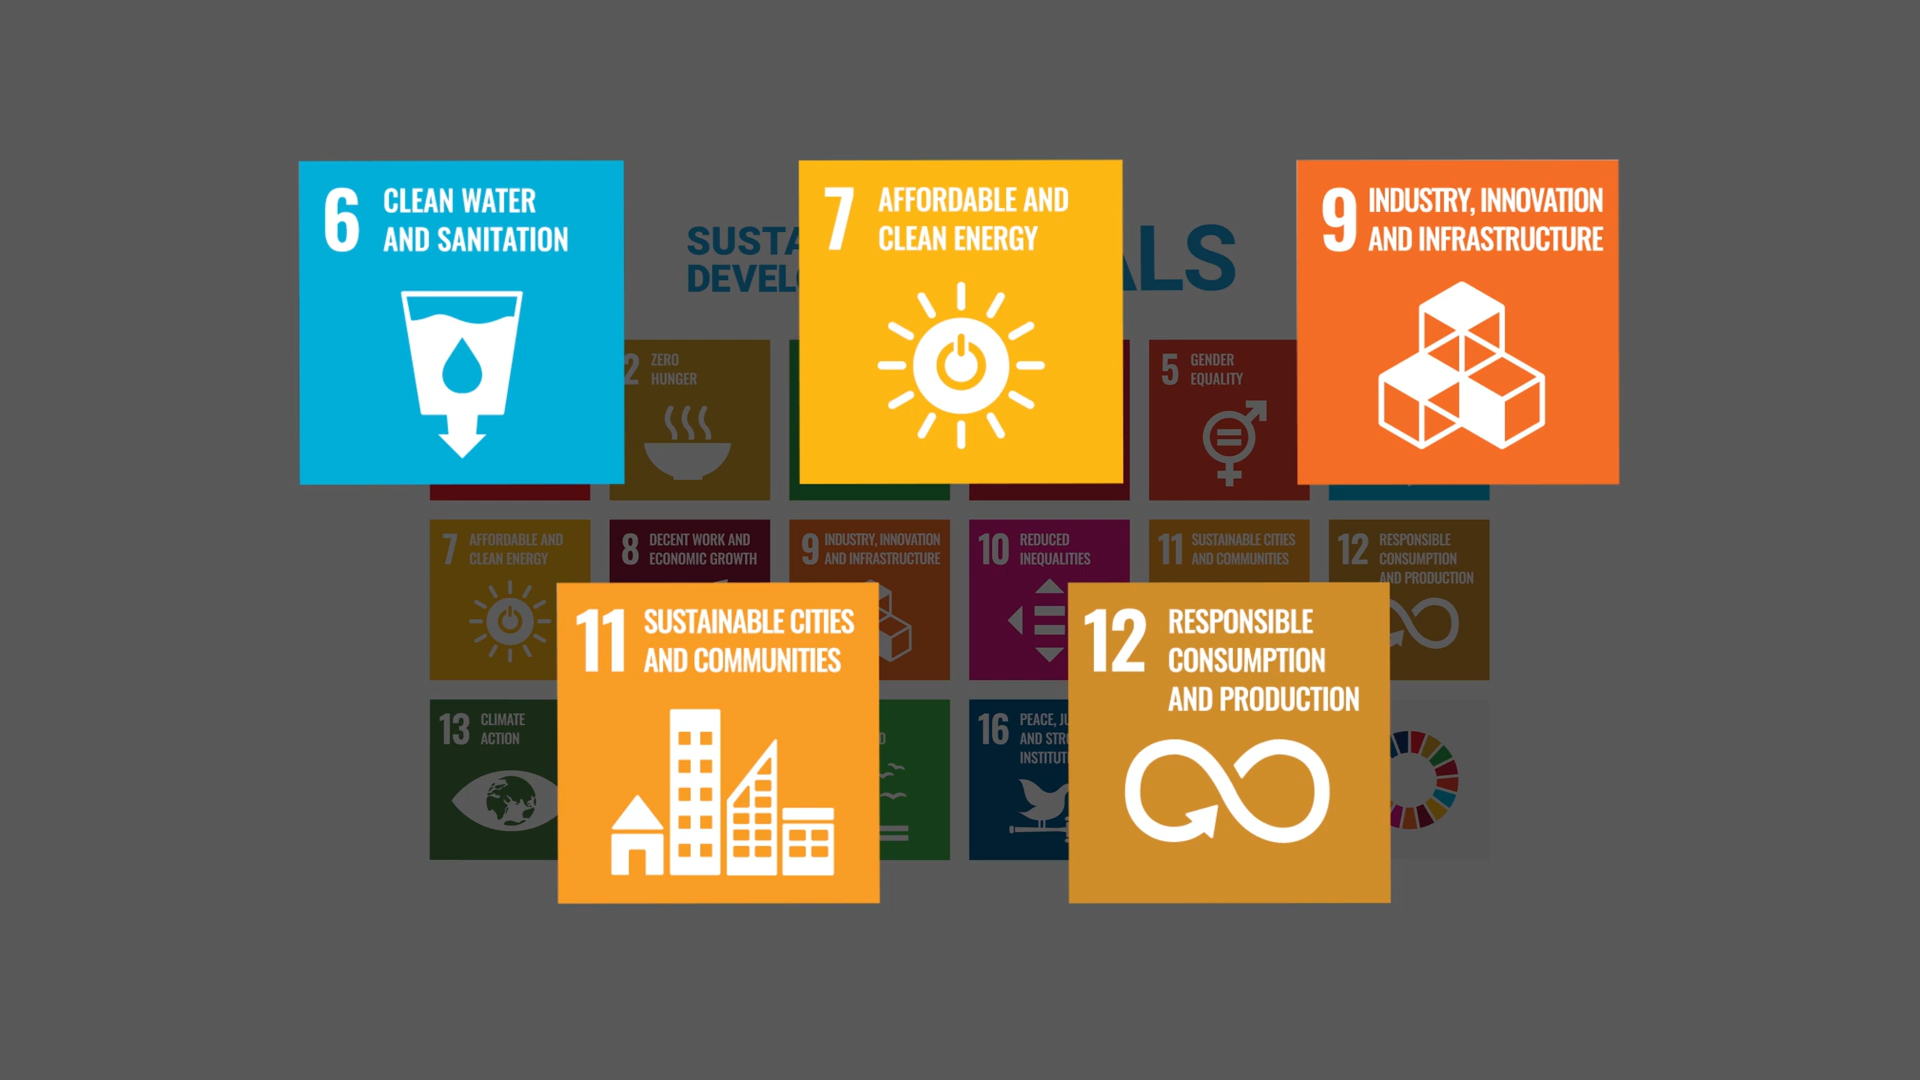 6 CLEAN WATER
AND SANITATION
7 AFFORDABLE AND
CLEAN ENERGY
9 INDUSTRY, INNOVATION
AND INFRASTRUCTURE
ALS
2 ZERO
HUNGER
5 GENDER
EQUALITY
7 AFFORDABLE AND
CLEAN ENERGY
8 DECENT WORK AND
ECONOMIC GROWTH
9 INDUSTRY, INNOVATION
AND INFRASTRUCTURE
10 REDUCED
INEQUALITIES
11 SUSTAINABLE CITIES
AND COMMUNITIES
12 RESPONSIBLE
CONSUMPTION
AND PRODUCTION
11 SUSTAINABLE CITIES
AND COMMUNITIES
12 RESPONSIBLE
CONSUMPTION
AND PRODUCTION
13 CLIMATE
ACTION
16 PEACE,
AND